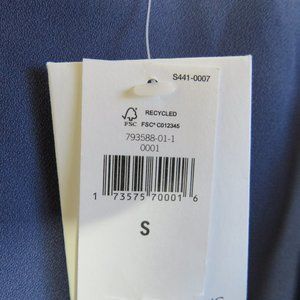 S441-0007
RECYCLED
FSC FSC® C012345
793588-01-1
0001
1 73575 70001 6
S